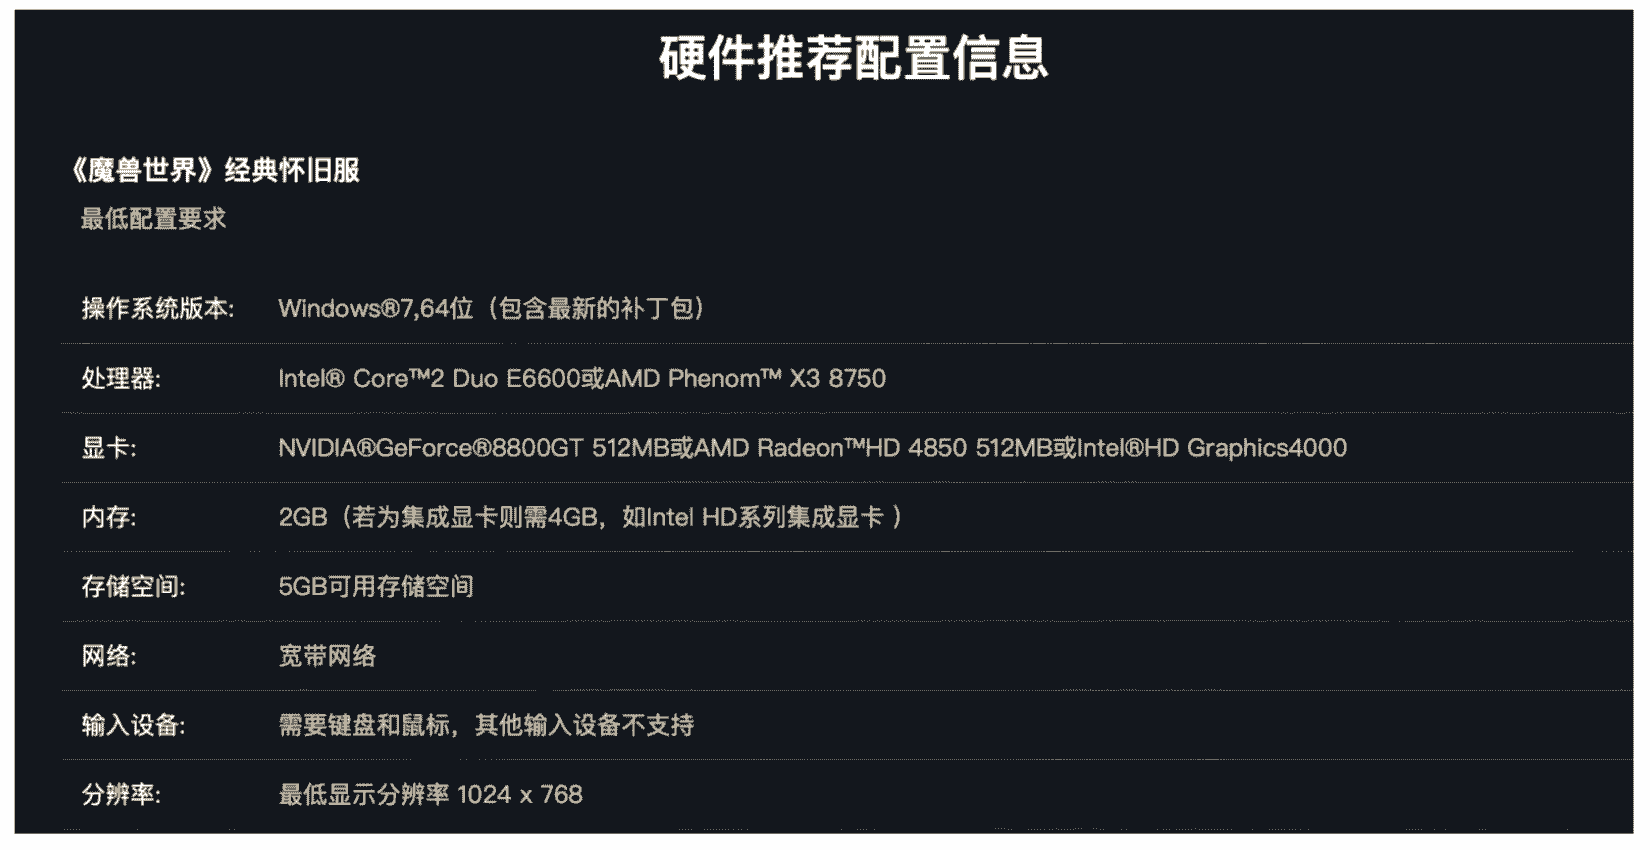 硬件推荐配置信息
《魔兽世界》经典怀旧服
最低配置要求
操作系统版本: Windows®7,64位（包含最新的补丁包）
处理器: Intel® Core™2 Duo E6600或AMD Phenom™ X3 8750
显卡: NVIDIA®GeForce®8800GT 512MB或AMD Radeon™HD 4850 512MB或Intel®HD Graphics4000
内存: 2GB（若为集成显卡则需4GB，如Intel HD系列集成显卡 ）
存储空间: 5GB可用存储空间
网络: 宽带网络
输入设备: 需要键盘和鼠标，其他输入设备不支持
分辨率: 最低显示分辨率 1024 x 768